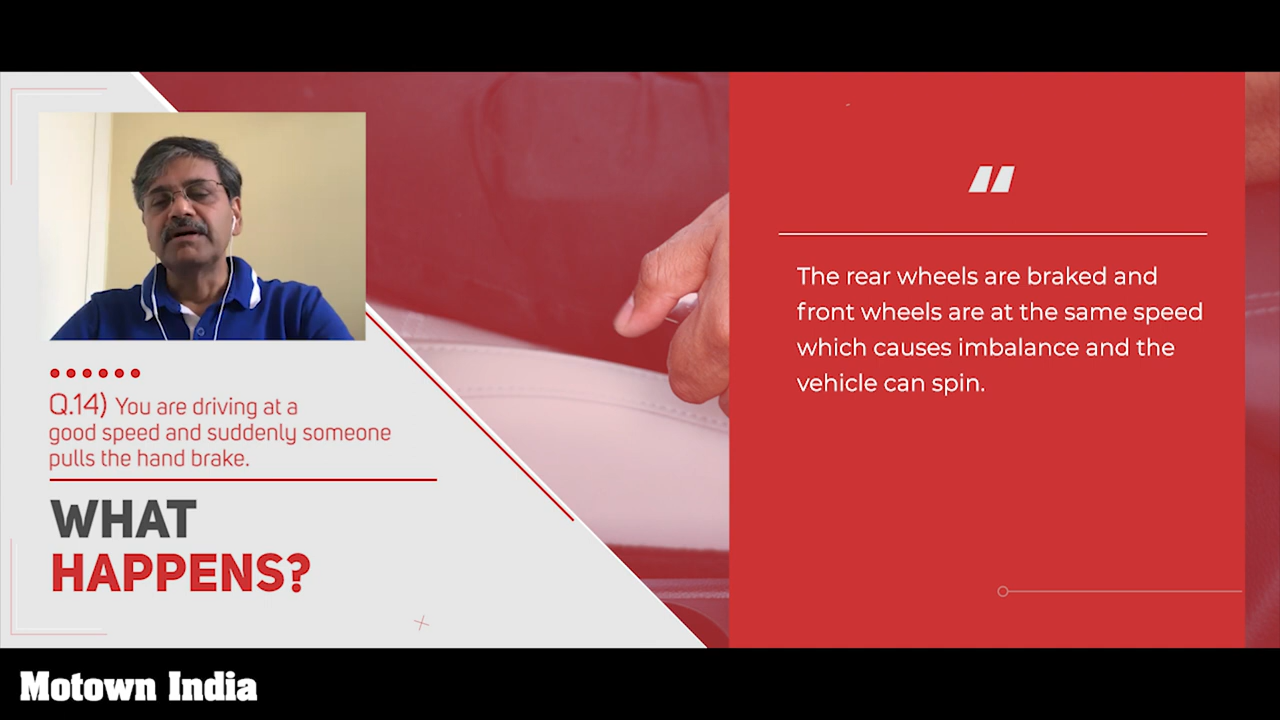 Q.14) You are driving at a
good speed and suddenly someone
pulls the hand brake.
WHAT
HAPPENS?
The rear wheels are braked and
front wheels are at the same speed
which causes imbalance and the
vehicle can spin.
Motown India